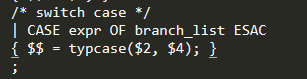 /* switch case */
| CASE expr OF branch_list ESAC
{ $$ = typcase($2, $4); }
;